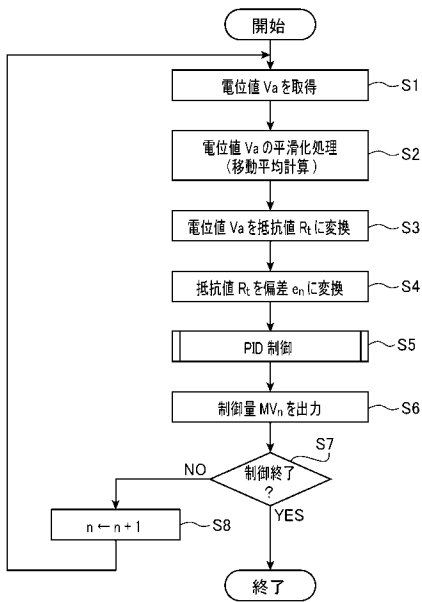 開始
電位値 Va を取得
S1
電位値 Va の平滑化処理
（移動平均計算）
S2
電位値 Va を抵抗値 Rt に変換
S3
抵抗値 Rt を偏差 en に変換
S4
PID 制御
S5
制御量 MVn を出力
S6
S7
制御終了
?
NO
YES
n ← n + 1
S8
終了